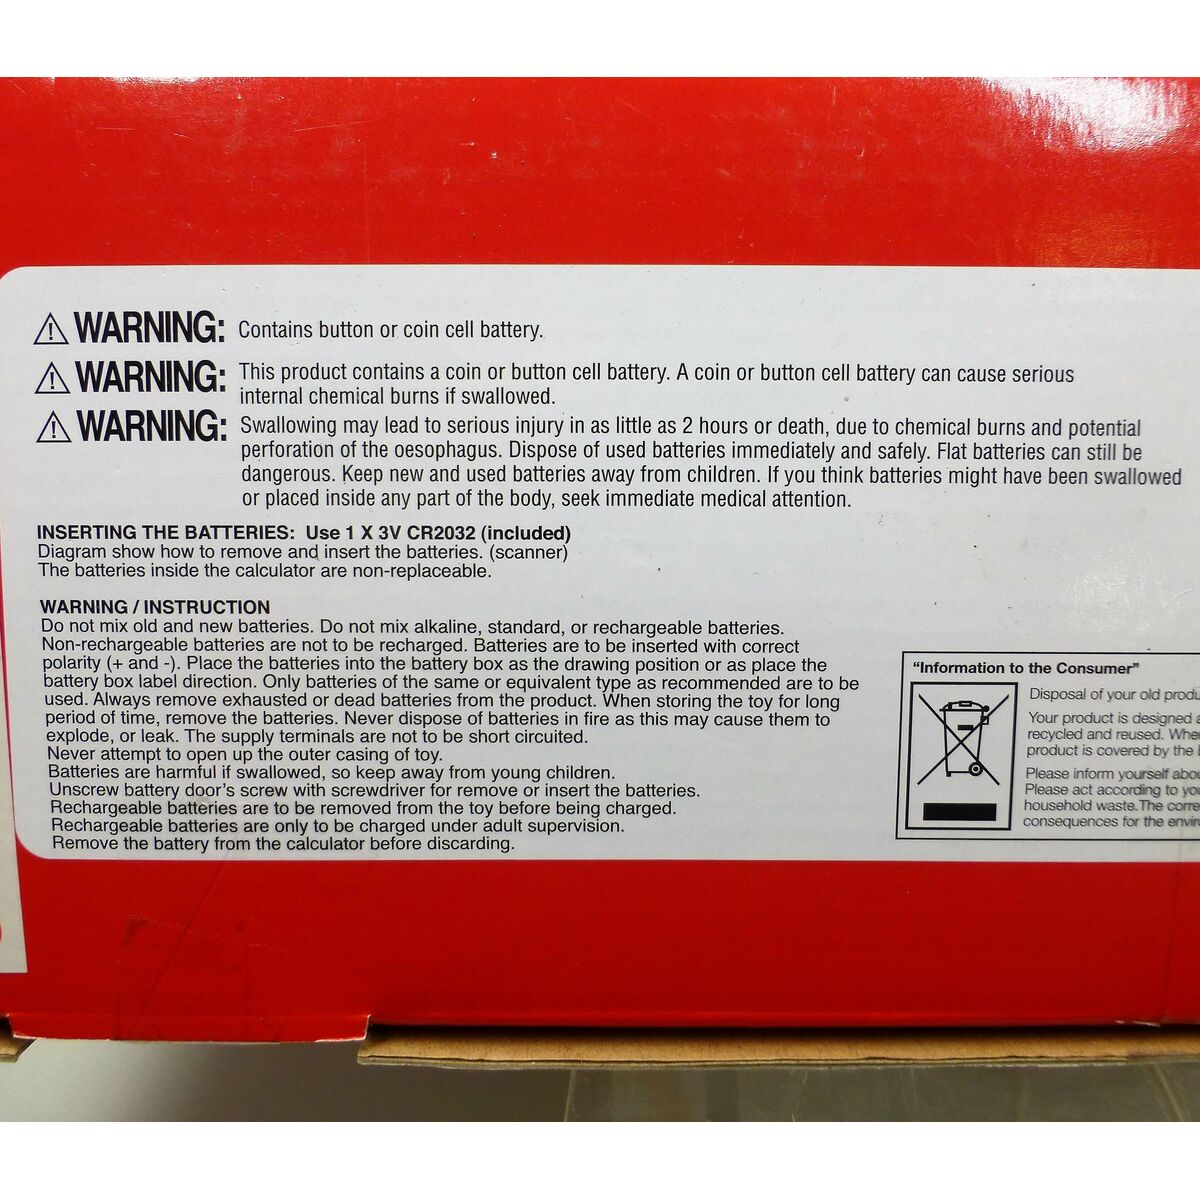 WARNING: Contains button or coin cell battery.
WARNING: This product contains a coin or button cell battery. A coin or button cell battery can cause serious
internal chemical burns if swallowed.
WARNING: Swallowing may lead to serious injury in as little as 2 hours or death, due to chemical burns and potential
perforation of the oesophagus. Dispose of used batteries immediately and safely. Flat batteries can still be
dangerous. Keep new and used batteries away from children. If you think batteries might have been swallowed
or placed inside any part of the body, seek immediate medical attention.
INSERTING THE BATTERIES: Use 1 X 3V CR2032 (included)
Diagram show how to remove and insert the batteries. (scanner)
The batteries inside the calculator are non-replaceable.
WARNING / INSTRUCTION
Do not mix old and new batteries. Do not mix alkaline, standard, or rechargeable batteries.
Non-rechargeable batteries are not to be recharged. Batteries are to be inserted with correct
polarity (+ and -). Place the batteries into the battery box as the drawing position or as place the
battery box label direction. Only batteries of the same or equivalent type as recommended are to be
used. Always remove exhausted or dead batteries from the product. When storing the toy for long
period of time, remove the batteries. Never dispose of batteries in fire as this may cause them to
explode, or leak. The supply terminals are not to be short circuited.
Never attempt to open up the outer casing of toy.
Batteries are harmful if swallowed, so keep away from young children.
Unscrew battery door's screw with screwdriver for remove or insert the batteries.
Rechargeable batteries are to be removed from the toy before being charged.
Rechargeable batteries are only to be charged under adult supervision.
Remove the battery from the calculator before discarding.
"Information to the Consumer"
Disposal of your old
Your product is designed
recycled and reused.
product is covered by the
Please inform yourself
Please act according to
household waste. The
consequences for the